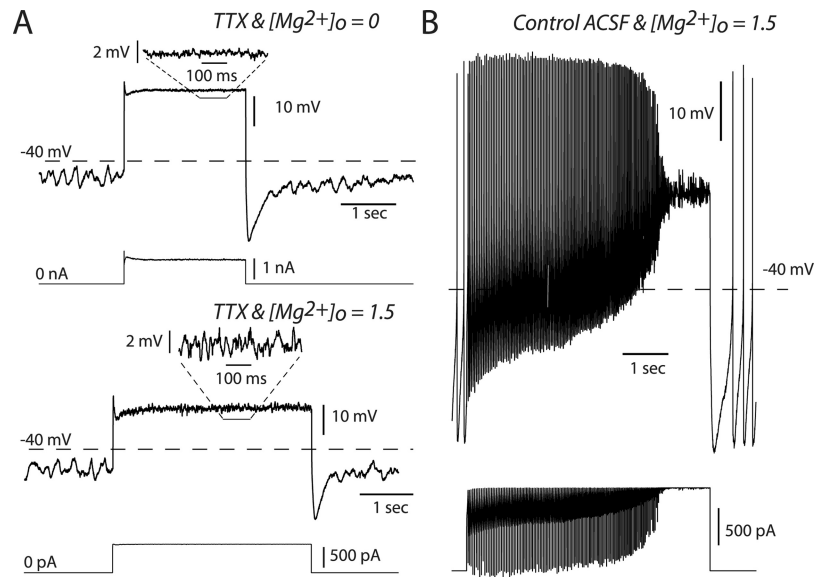 A
TTX & [Mg2+]o = 0
2 mV
100 ms
10 mV
-40 mV
1 sec
0 nA
1 nA
TTX & [Mg2+]o = 1.5
2 mV
100 ms
10 mV
-40 mV
1 sec
0 pA
500 pA
B
Control ACSF & [Mg2+]o = 1.5
10 mV
-40 mV
1 sec
500 pA